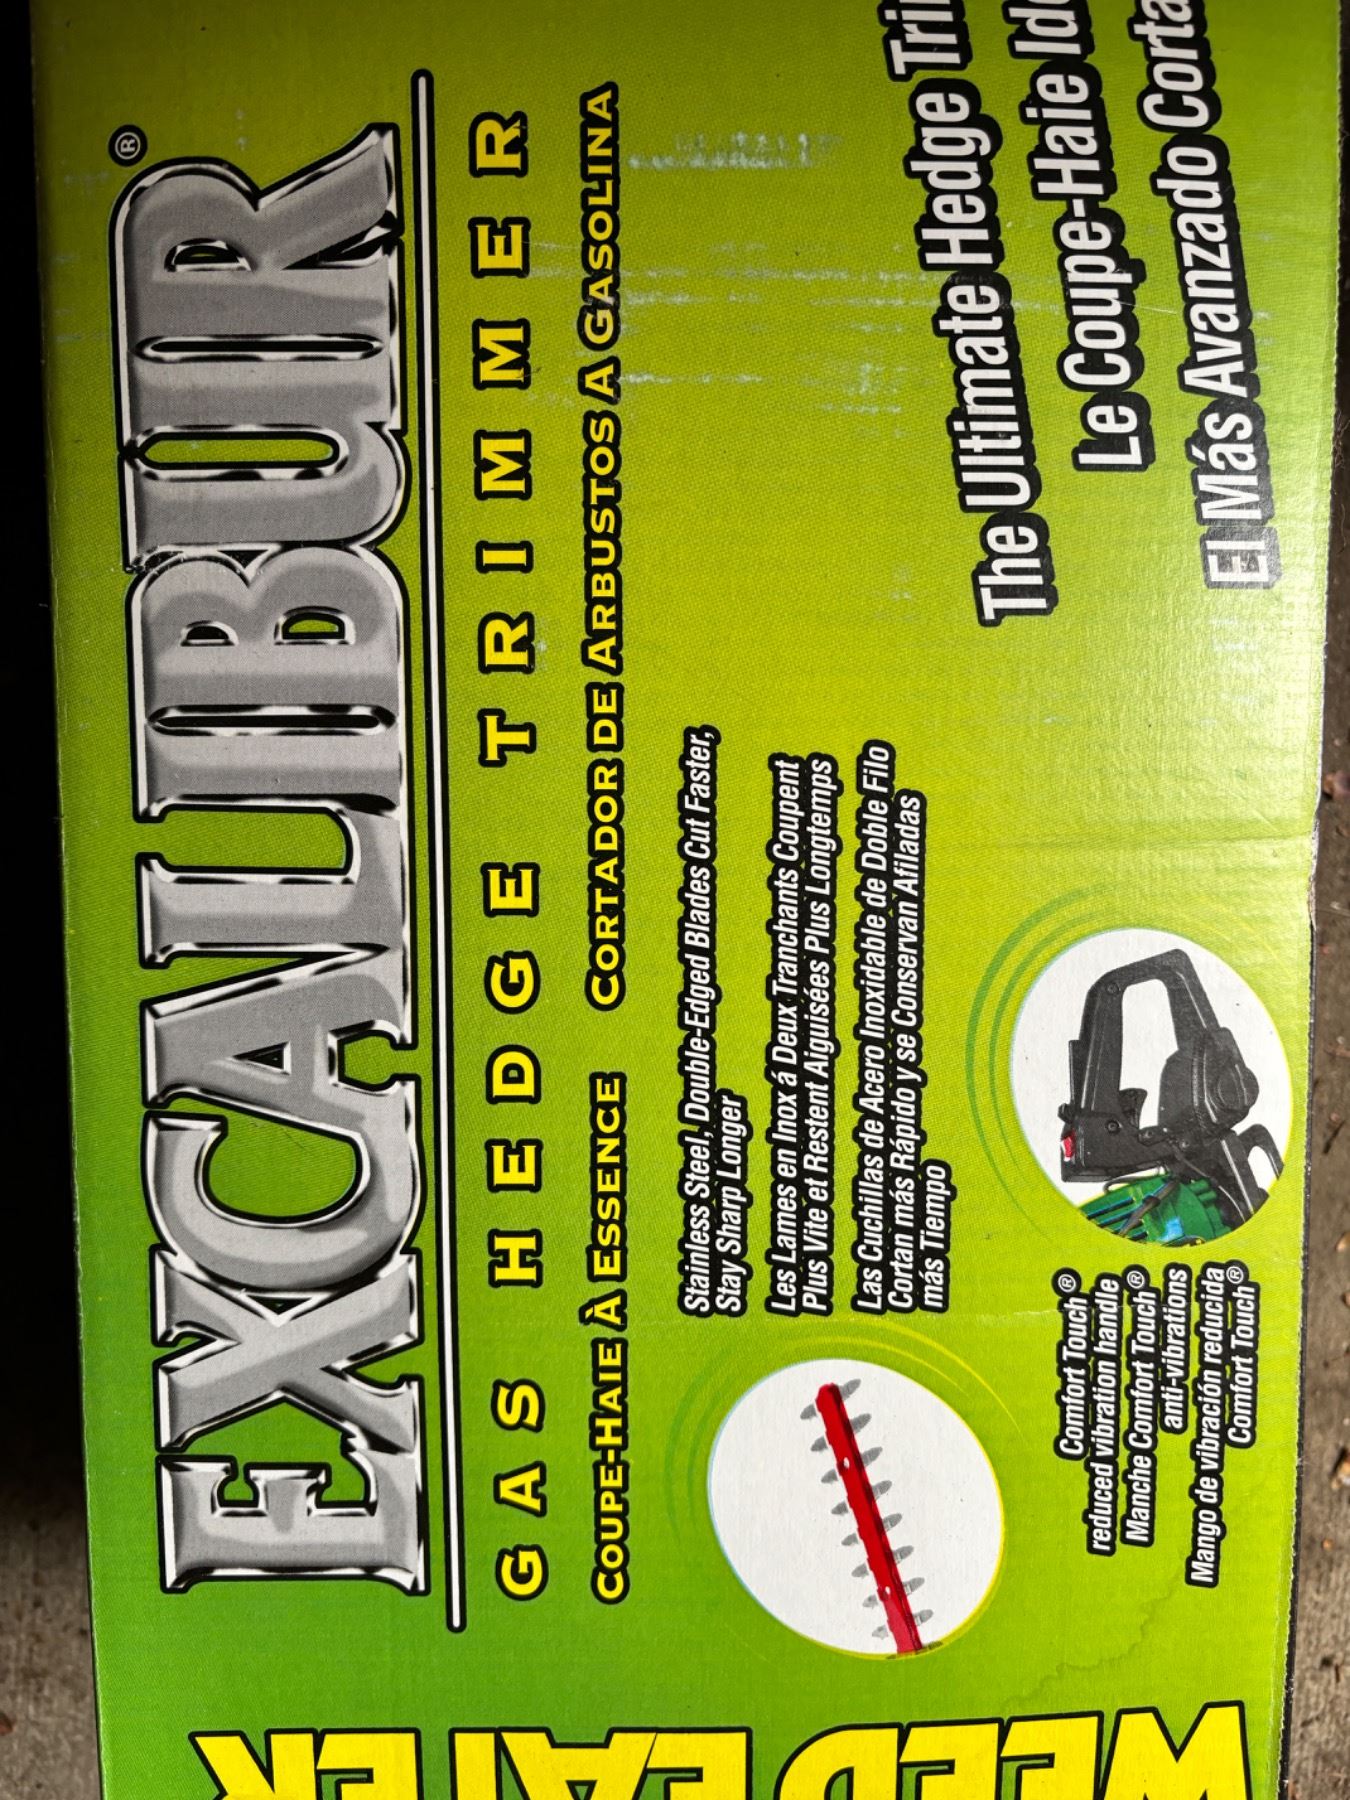 EXCALIBUR®
GAS HEDGE TRIMMER
COUPE-HAIE À ESSENCE CORTADOR DE ARBUSTOS A GASOLINA
Stainless Steel, Double-Edged Blades Cut Faster,
Stay Sharp Longer
Les Lames en Inox á Deux Tranchants Coupent
Plus Vite et Restent Aiguisées Plus Longtemps
Las Cuchillas de Acero Inoxidable de Doble Filo
Cortan más Rápido y se Conservan Afiladas
más Tiempo
The Ultimate Hedge
Le Coupe-Haie
El Más Avanzado
Comfort Touch®
reduced vibration handle
Manche Comfort Touch®
anti-vibrations
Mango de vibración reducida
Comfort Touch®
WEED EATER